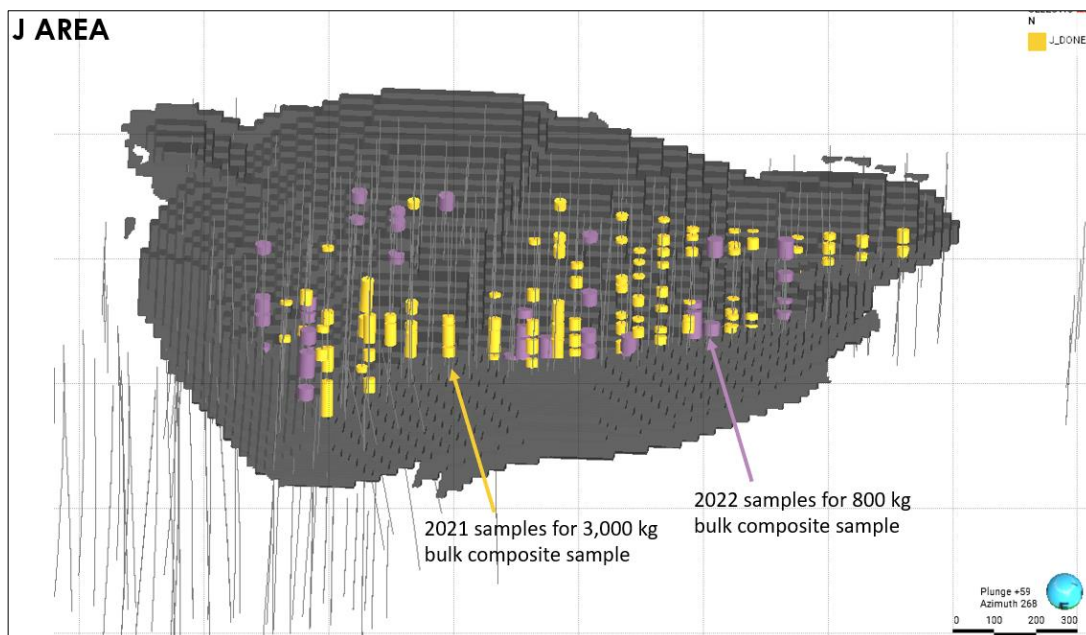 J AREA
N
J_DONE
2021 samples for 3,000 kg
bulk composite sample
2022 samples for 800 kg
bulk composite sample
Plunge +59
Azimuth 268
E
0 100 200 300